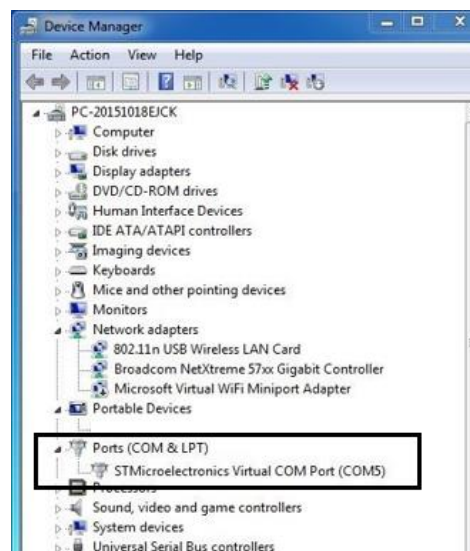 Device Manager
File Action View Help
PC-20151018EJCK
Computer
Disk drives
Display adapters
DVD/CD-ROM drives
Human Interface Devices
IDE ATA/ATAPI controllers
Imaging devices
Keyboards
Mice and other pointing devices
Monitors
Network adapters
802.11n USB Wireless LAN Card
Broadcom NetXtreme 57xx Gigabit Controller
Microsoft Virtual WiFi Miniport Adapter
Portable Devices
Ports (COM & LPT)
STMicroelectronics Virtual COM Port (COM5)
Processors
Sound, video and game controllers
System devices
Universal Serial Bus controllers